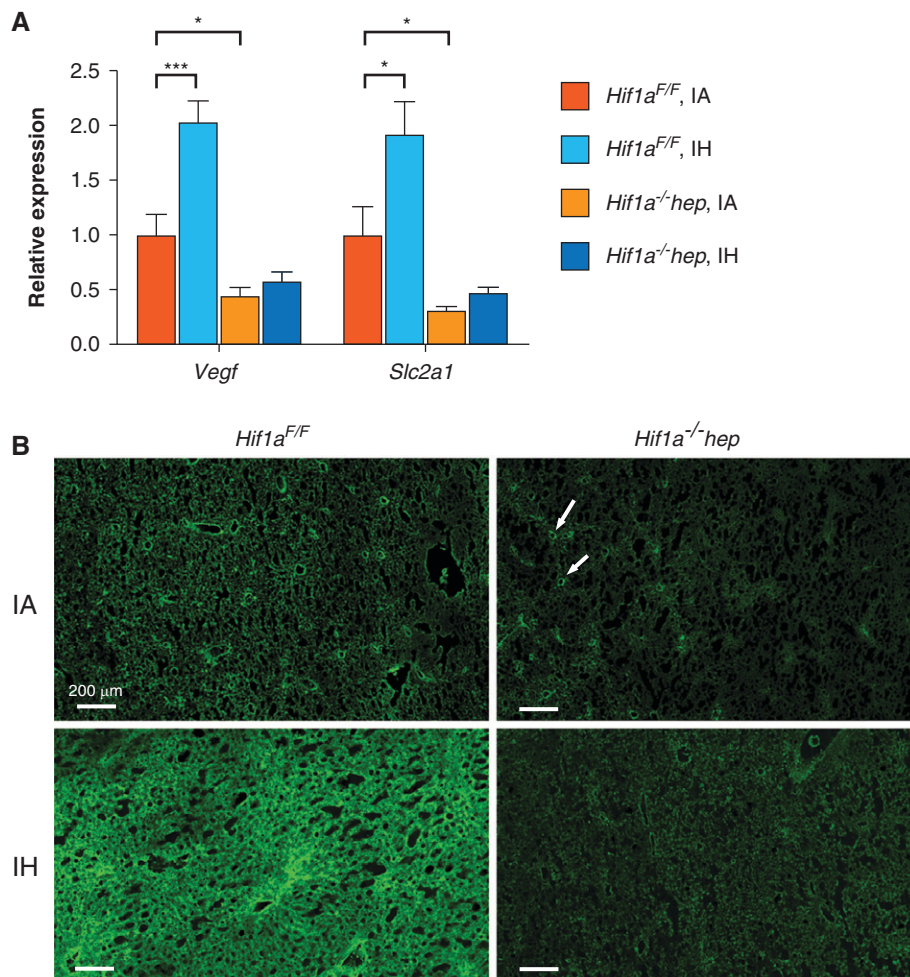 A
* *
*** *
2.5
2.0
1.5
1.0
0.5
0.0
Relative expression
Vegf Slc2a1
Hif1a^F/F, IA
Hif1a^F/F, IH
Hif1a^-/-hep, IA
Hif1a^-/-hep, IH
B
Hif1a^F/F Hif1a^-/-hep
IA
200 μm
IH